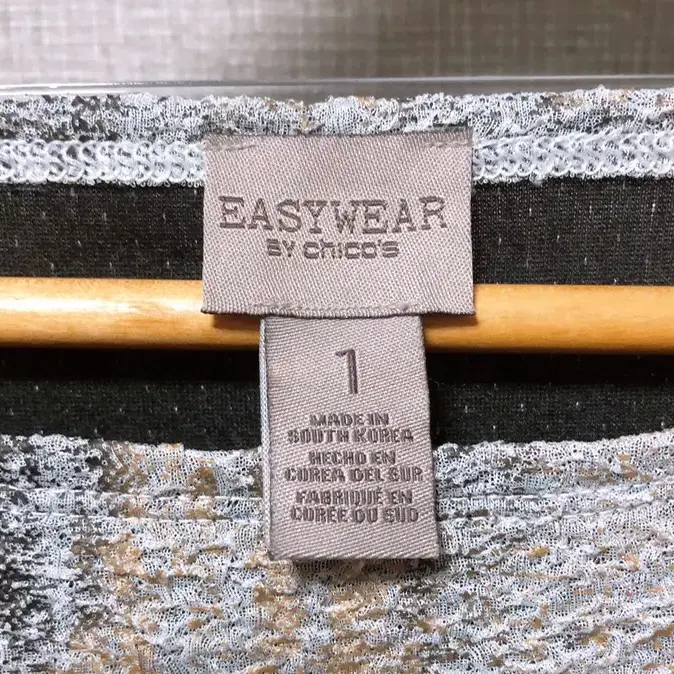 EASYWEAR
BY chico's
1
MADE IN
SOUTH KOREA
HECHO EN
COREA DEL SUR
FABRIQUÉ EN
CORÉE DU SUD